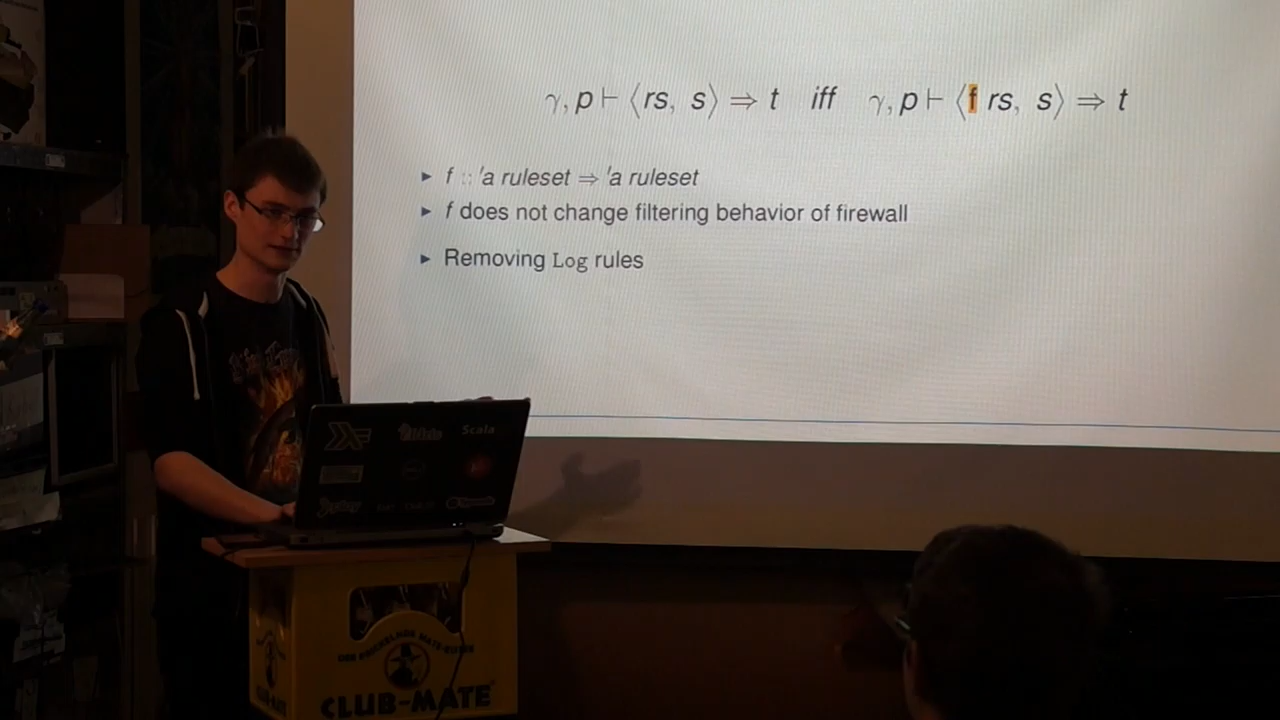 γ, p ⊢ ⟨rs, s⟩ ⇒ t iff γ, p ⊢ ⟨f rs, s⟩ ⇒ t
▸ f :: 'a ruleset ⇒ 'a ruleset
▸ f does not change filtering behavior of firewall
▸ Removing Log rules
Scala
CLUB-MATE